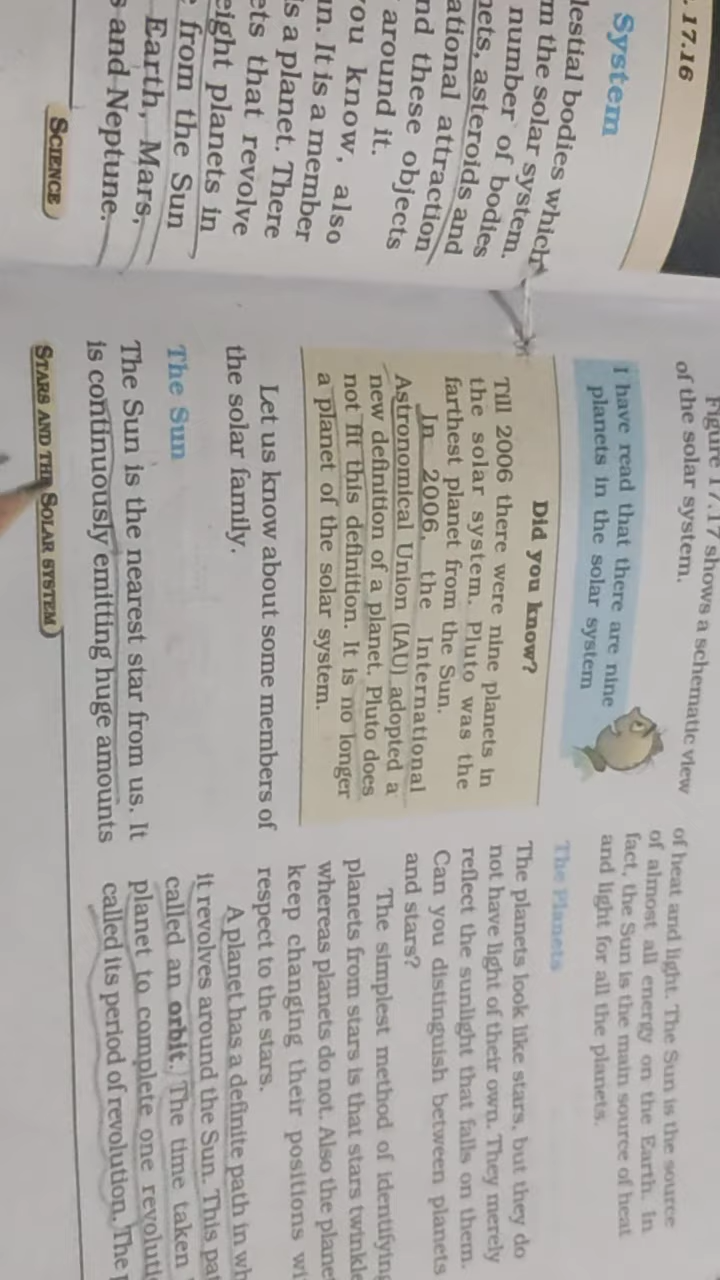 . 17.16
System
lestial bodies which
m the solar system.
number of bodies
nets, asteroids and
ational attraction
nd these objects
around it.
ou know, also
un. It is a member
s a planet. There
ets that revolve
eight planets in
from the Sun
Earth, Mars,
s and Neptune.
SCIENCE
Figure 17.17 shows a schematic view
of the solar system.
I have read that there are nine
planets in the solar system
Did you know?
Till 2006 there were nine planets in
the solar system. Pluto was the
farthest planet from the Sun.
In 2006, the International
Astronomical Union (IAU) adopted a
new definition of a planet. Pluto does
not fit this definition. It is no longer
a planet of the solar system.
Let us know about some members of
the solar family.
The Sun
The Sun is the nearest star from us. It
is continuously emitting huge amounts
STARS AND THE SOLAR SYSTEM
of heat and light. The Sun is the source
of almost all energy on the Earth. In
fact, the Sun is the main source of heat
and light for all the planets.
The Planets
The planets look like stars, but they do
not have light of their own. They merely
reflect the sunlight that falls on them.
Can you distinguish between planets
and stars?
The simplest method of identifying
planets from stars is that stars twinkle
whereas planets do not. Also the plane
keep changing their positions wi
respect to the stars.
A planet has a definite path in wh
it revolves around the Sun. This pat
called an orbit. The time taken
planet to complete one revoluti
called its period of revolution. The